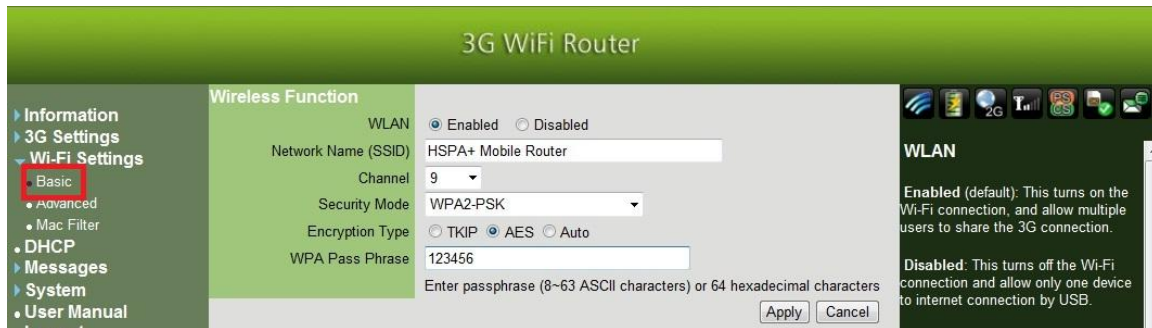 3G WiFi Router
Information
3G Settings
Wi-Fi Settings
Basic
Advanced
Mac Filter
DHCP
Messages
System
User Manual
Wireless Function
WLAN Enabled Disabled
Network Name (SSID) HSPA+ Mobile Router
Channel 9
Security Mode WPA2-PSK
Encryption Type TKIP AES Auto
WPA Pass Phrase 123456
Enter passphrase (8~63 ASCII characters) or 64 hexadecimal characters
Apply Cancel
2G
PS
CS
WLAN
Enabled (default): This turns on the
Wi-Fi connection, and allow multiple
users to share the 3G connection.
Disabled: This turns off the Wi-Fi
connection and allow only one device
to internet connection by USB.